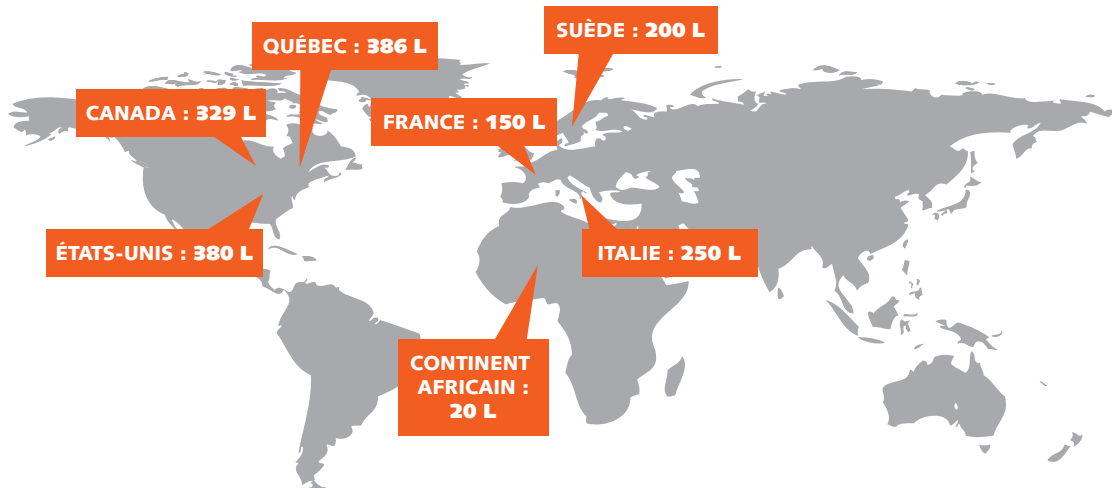 SUÈDE : 200 L
QUÉBEC : 386 L
CANADA : 329 L
FRANCE : 150 L
ÉTATS-UNIS : 380 L
ITALIE : 250 L
CONTINENT
AFRICAIN :
20 L